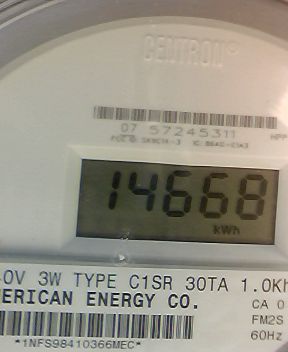 CENTRON®
07 57245311
14668
kWh
0V 3W TYPE C1SR 30TA 1.0Kh
ERICAN ENERGY CO.
CA 0
FM2S
60Hz
*1NFS98410366MEC*